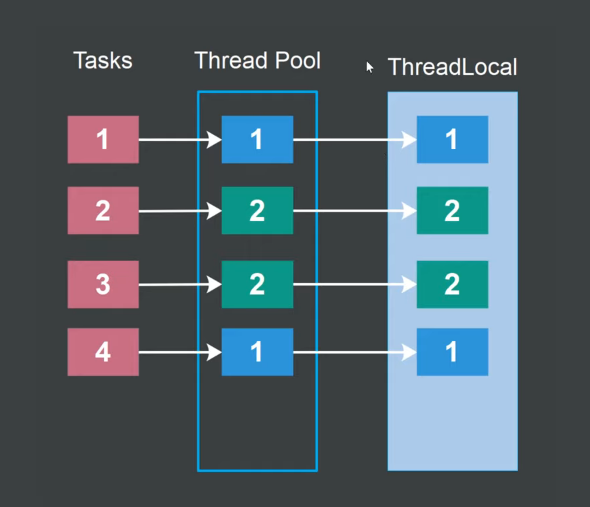 Tasks Thread Pool ThreadLocal
1 1 1
2 2 2
3 2 2
4 1 1